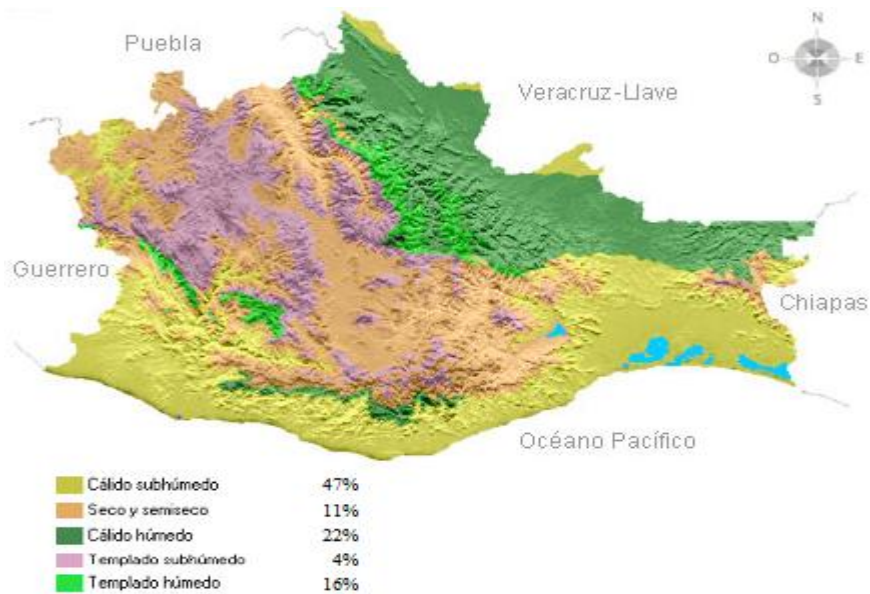 Puebla
N
O E
S
Veracruz-Llave
Guerrero
Chiapas
Océano Pacífico
Cálido subhúmedo 47%
Seco y semiseco 11%
Cálido húmedo 22%
Templado subhúmedo 4%
Templado húmedo 16%